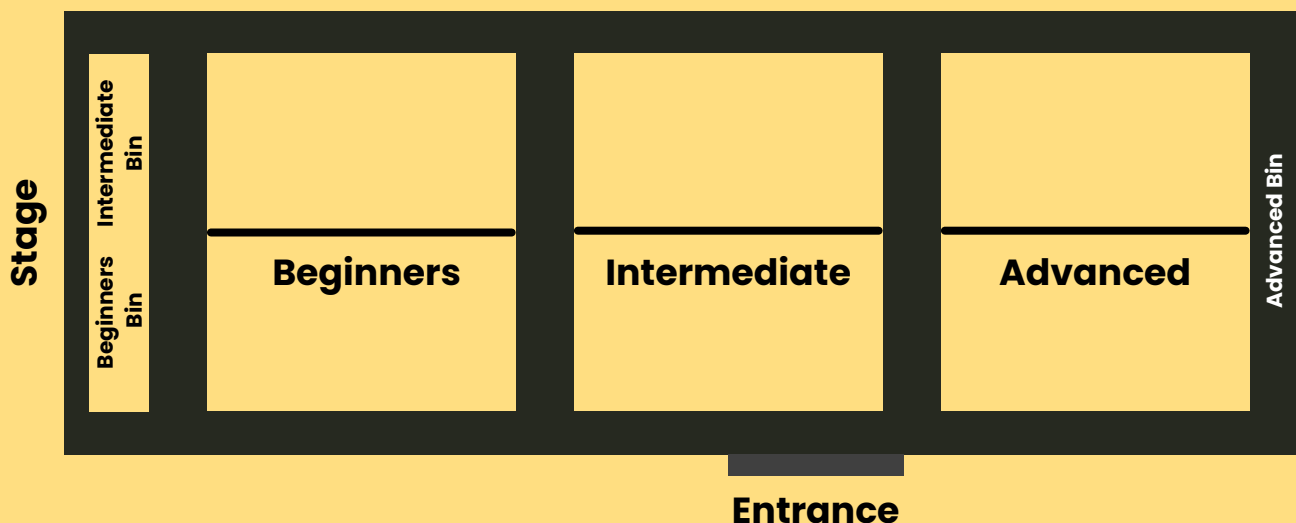 Stage
Intermediate
Bin
Beginners
Bin
Beginners
Intermediate
Advanced
Advanced Bin
Entrance